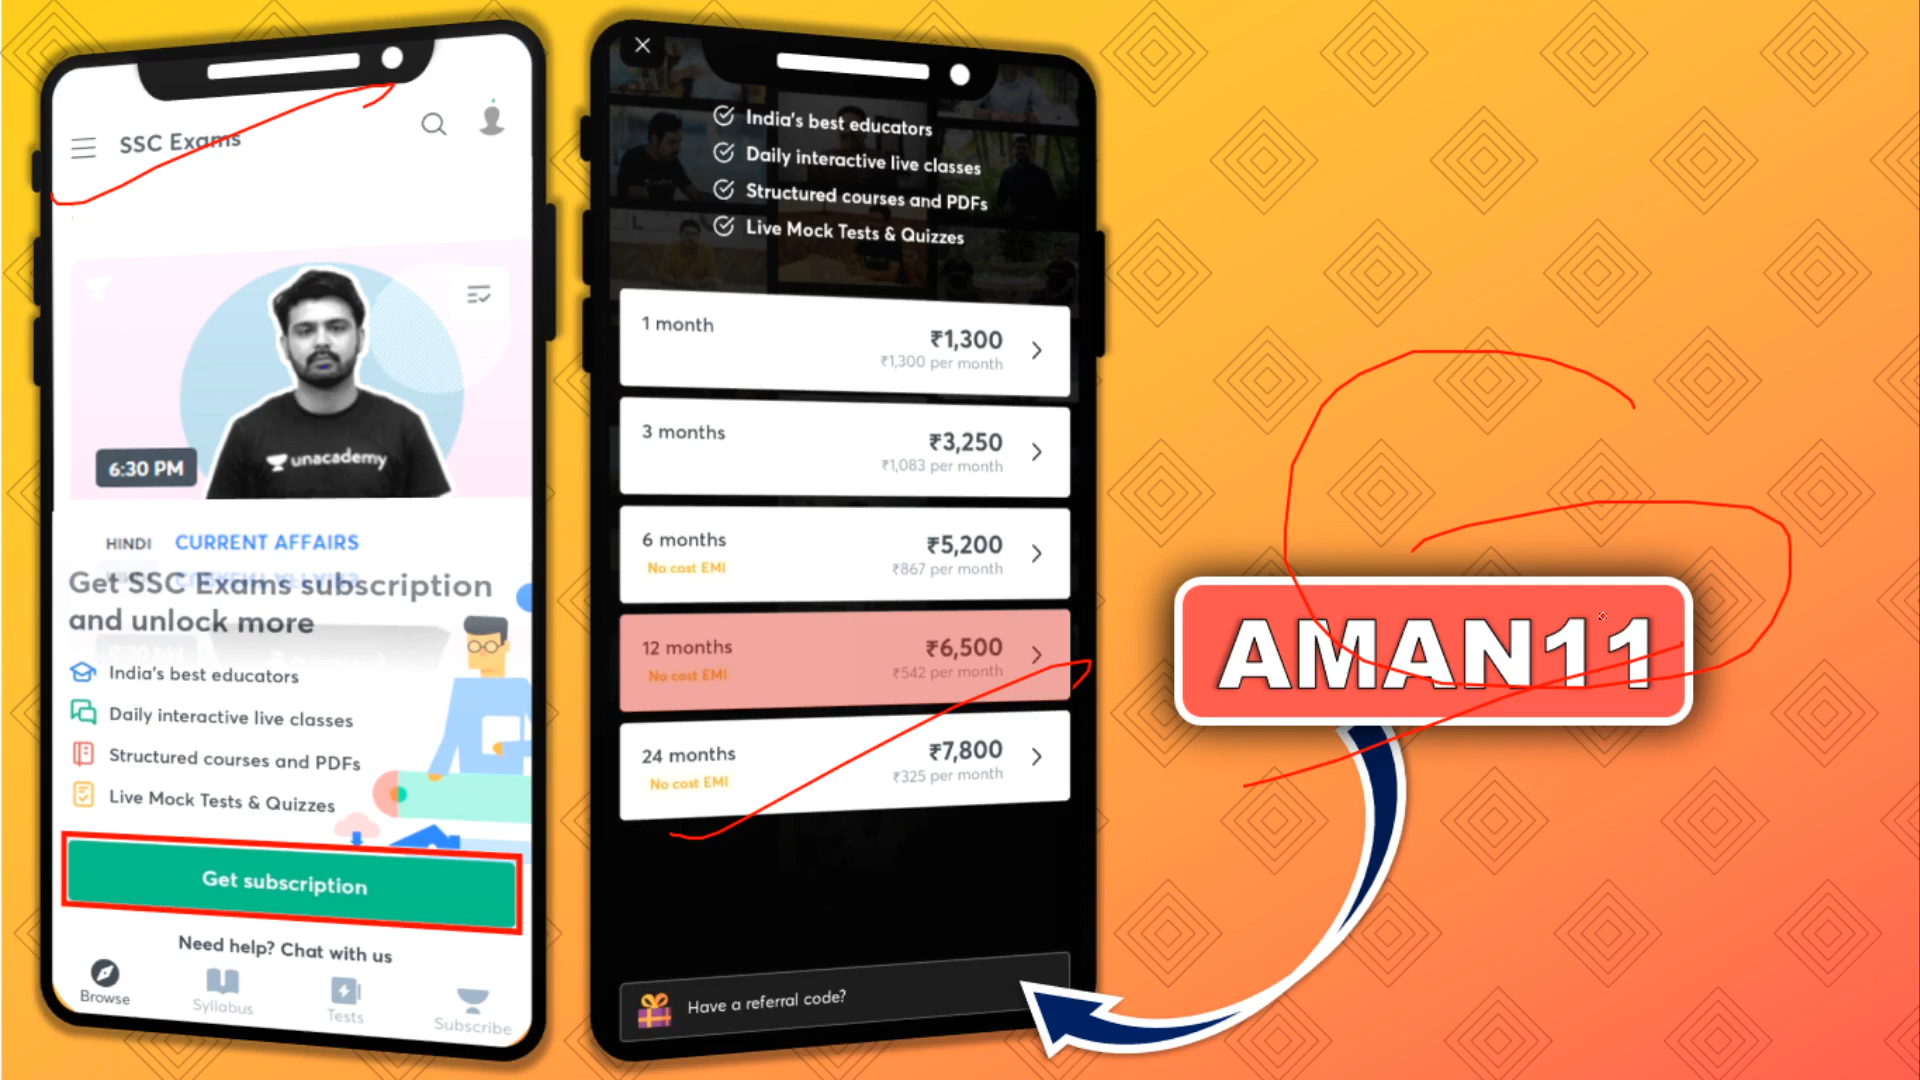 SSC Exams
unacademy
6:30 PM
HINDI CURRENT AFFAIRS
Get SSC Exams subscription
and unlock more
India's best educators
Daily interactive live classes
Structured courses and PDFs
Live Mock Tests & Quizzes
Get subscription
Need help? Chat with us
Browse
Syllabus
Tests
Subscribe
India's best educators
Daily interactive live classes
Structured courses and PDFs
Live Mock Tests & Quizzes
1 month
₹1,300
₹1,300 per month
3 months
₹3,250
₹1,083 per month
6 months
₹5,200
No cost EMI
₹867 per month
12 months
₹6,500
No cost EMI
₹542 per month
24 months
₹7,800
No cost EMI
₹325 per month
Have a referral code?
AMAN11